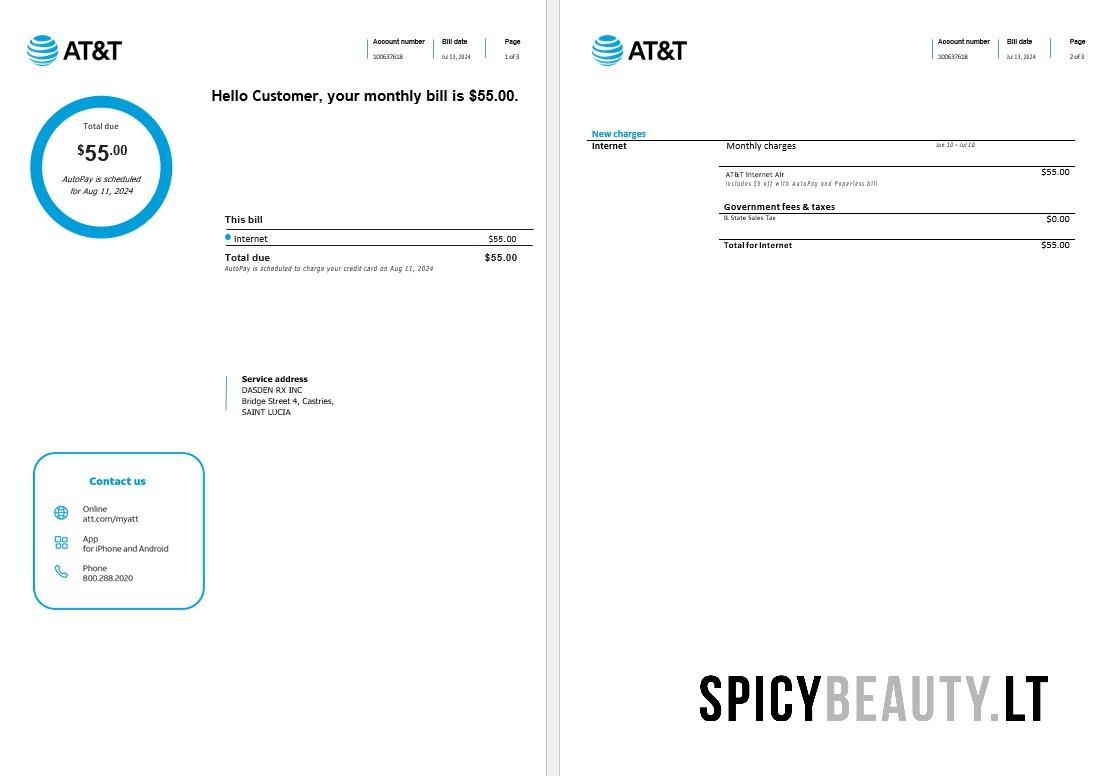 AT&T
Account number Bill date Page
100637618 Jul 13, 2024 1 of 3
Hello Customer, your monthly bill is $55.00.
Total due
$55.00
AutoPay is scheduled
for Aug 11, 2024
This bill
Internet $55.00
Total due $55.00
AutoPay is scheduled to charge your credit card on Aug 11, 2024
Service address
DASDEN RX INC
Bridge Street 4, Castries,
SAINT LUCIA
Contact us
Online
att.com/myatt
App
for iPhone and Android
Phone
800.288.2020
AT&T
Account number Bill date Page
100637618 Jul 13, 2024 2 of 3
New charges
Internet Monthly charges Jun 10 – Jul 10
AT&T Internet Air $55.00
Includes $5 off with AutoPay and Paperless bill
Government fees & taxes
IL State Sales Tax $0.00
Total for Internet $55.00
SPICYBEAUTY.LT